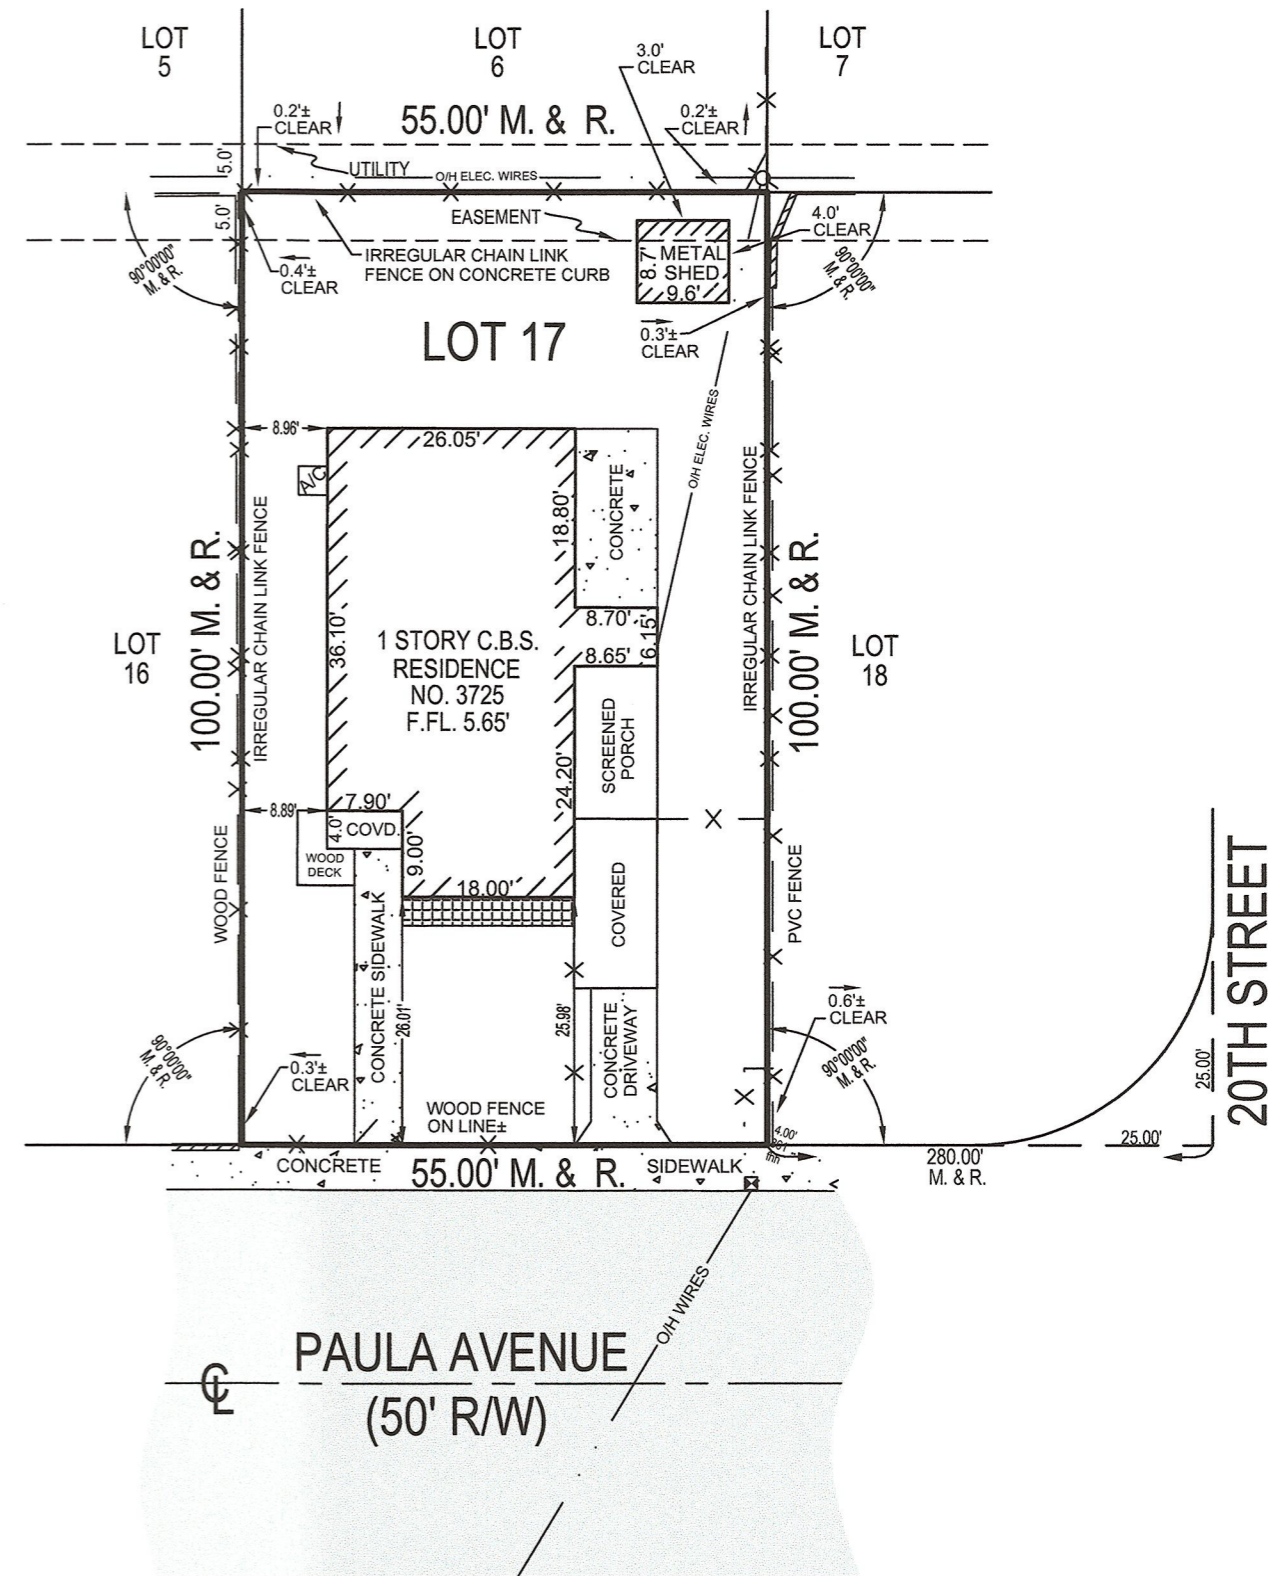 LOT
5
LOT
6
LOT
7
3.0'
CLEAR
0.2'±
CLEAR
55.00' M. & R.
0.2'±
CLEAR
5.0'
UTILITY
O/H ELEC. WIRES
5.0'
EASEMENT
4.0'
CLEAR
90°00'00"
M. & R.
0.4'±
CLEAR
IRREGULAR CHAIN LINK
FENCE ON CONCRETE CURB
8.7'
METAL
SHED
9.6'
90°00'00"
M. & R.
LOT 17
0.3'±
CLEAR
O/H ELEC. WIRES
8.96'
26.05'
A/C
CONCRETE
18.80'
IRREGULAR CHAIN LINK FENCE
IRREGULAR CHAIN LINK FENCE
100.00' M. & R.
100.00' M. & R.
LOT
16
LOT
18
36.10'
1 STORY C.B.S.
RESIDENCE
NO. 3725
F.FL. 5.65'
8.70'
6.15'
8.65'
SCREENED
PORCH
24.20'
8.89'
7.90'
4.0'
COVD.
WOOD
DECK
9.00'
18.00'
WOOD FENCE
COVERED
PVC FENCE
CONCRETE SIDEWALK
26.01'
25.98'
CONCRETE
DRIVEWAY
0.6'±
CLEAR
90°00'00"
M. & R.
0.3'±
CLEAR
90°00'00"
M. & R.
WOOD FENCE
ON LINE±
4.00'
25.00'
20TH STREET
25.00'
280.00'
M. & R.
CONCRETE
55.00' M. & R.
SIDEWALK
O/H WIRES
PAULA AVENUE
CL
(50' R/W)